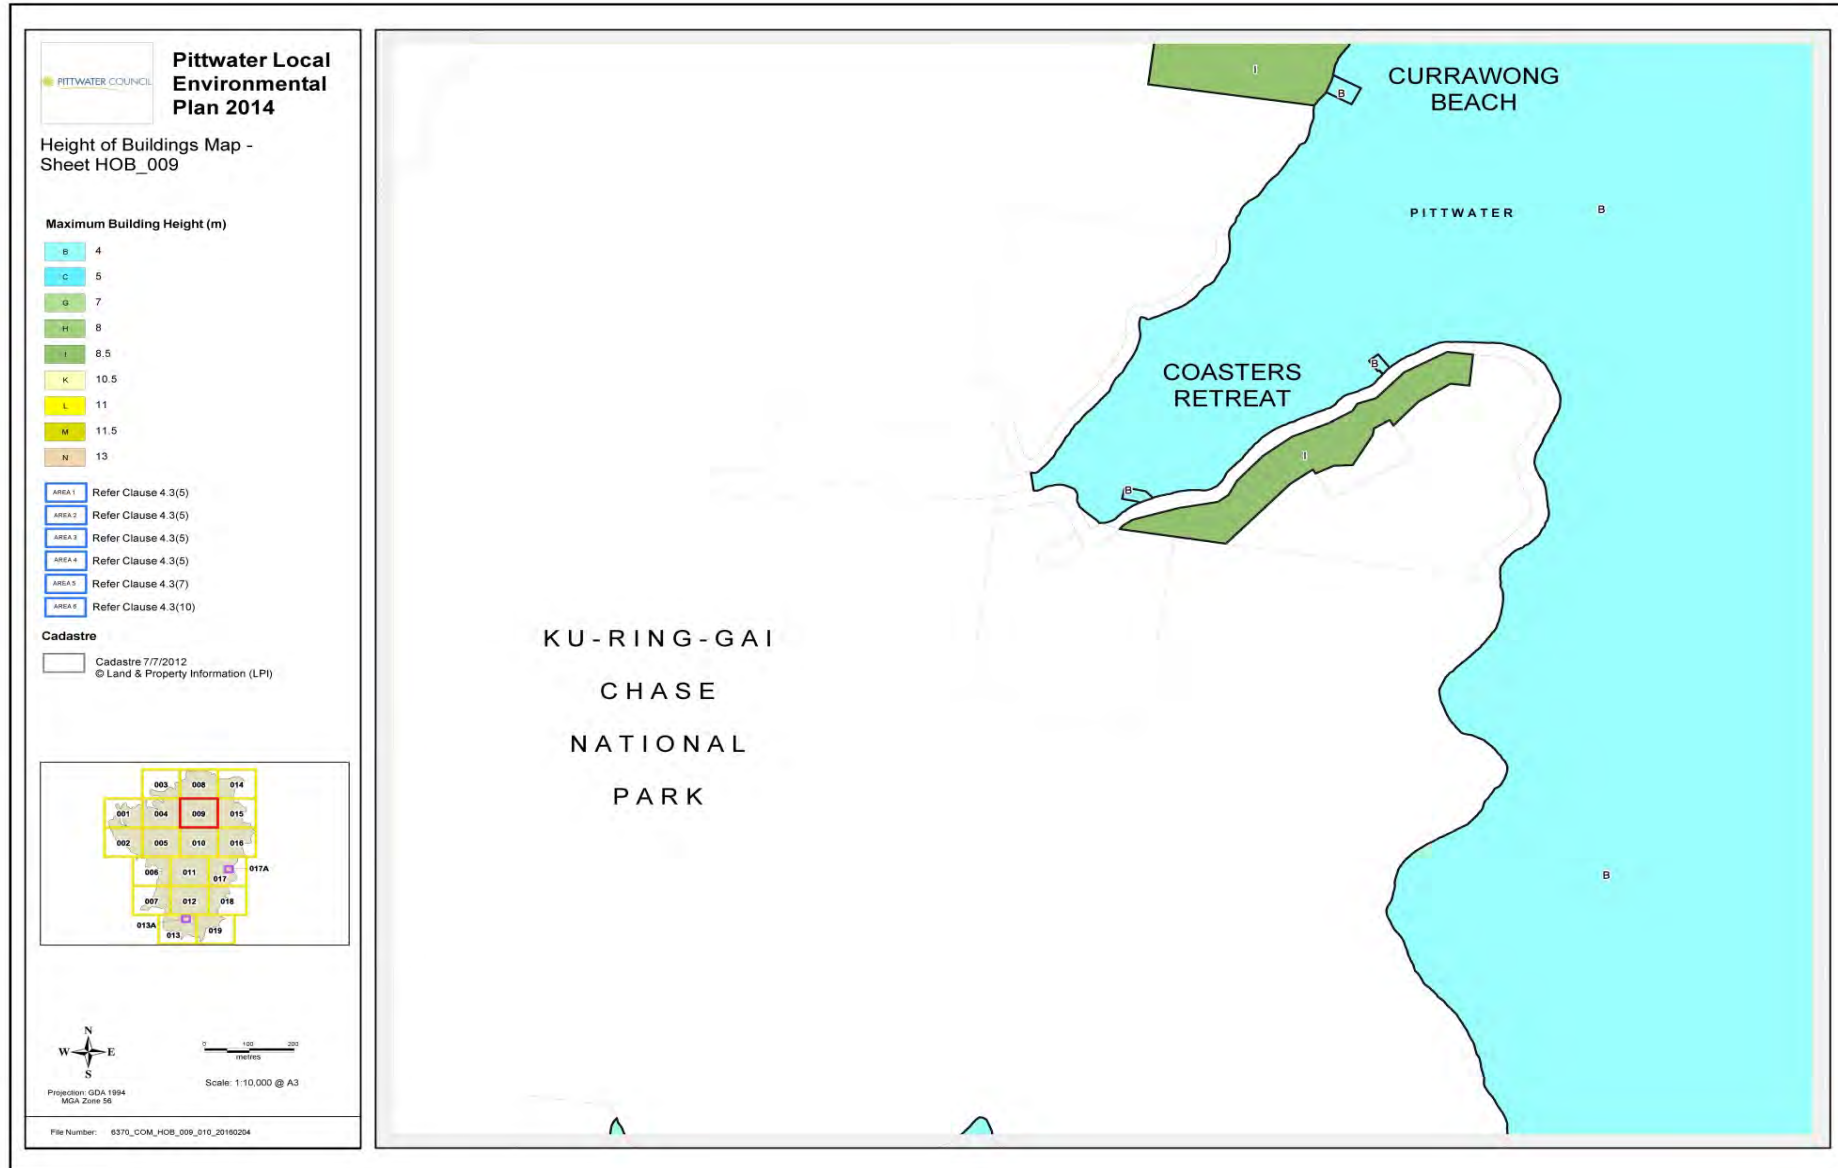 PITTWATER COUNCIL
Pittwater Local
Environmental
Plan 2014
Height of Buildings Map -
Sheet HOB_009
Maximum Building Height (m)
B 4
C 5
G 7
H 8
I 8.5
K 10.5
L 11
M 11.5
N 13
AREA 1 Refer Clause 4.3(5)
AREA 2 Refer Clause 4.3(5)
AREA 3 Refer Clause 4.3(5)
AREA 4 Refer Clause 4.3(5)
AREA 5 Refer Clause 4.3(7)
AREA 6 Refer Clause 4.3(10)
Cadastre
Cadastre 7/7/2012
© Land & Property Information (LPI)
003 008 014
001 004 009 015
002 005 010 016
006 011 017 017A
007 012 018
013A 013 019
N
W E
S
0 100 200
metres
Scale: 1:10,000 @ A3
Projection: GDA 1994
MGA Zone 56
File Number: 6370_COM_HOB_009_010_20160204
I
B
CURRAWONG
BEACH
PITTWATER B
B
COASTERS
RETREAT
I
B
KU-RING-GAI
CHASE
NATIONAL
PARK
B